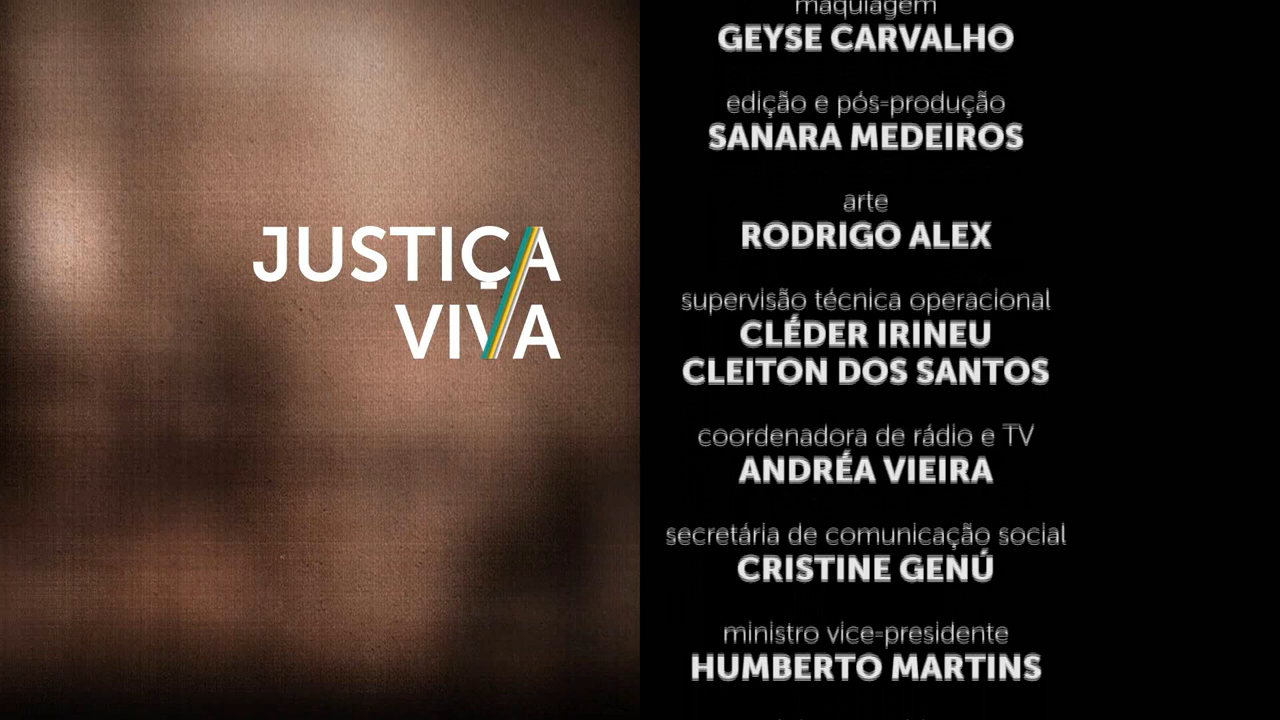 JUSTIÇA
VIVA
maquiagem
GEYSE CARVALHO
edição e pós-produção
SANARA MEDEIROS
arte
RODRIGO ALEX
supervisão técnica operacional
CLÉDER IRINEU
CLEITON DOS SANTOS
coordenadora de rádio e TV
ANDRÉA VIEIRA
secretária de comunicação social
CRISTINE GENÚ
ministro vice-presidente
HUMBERTO MARTINS